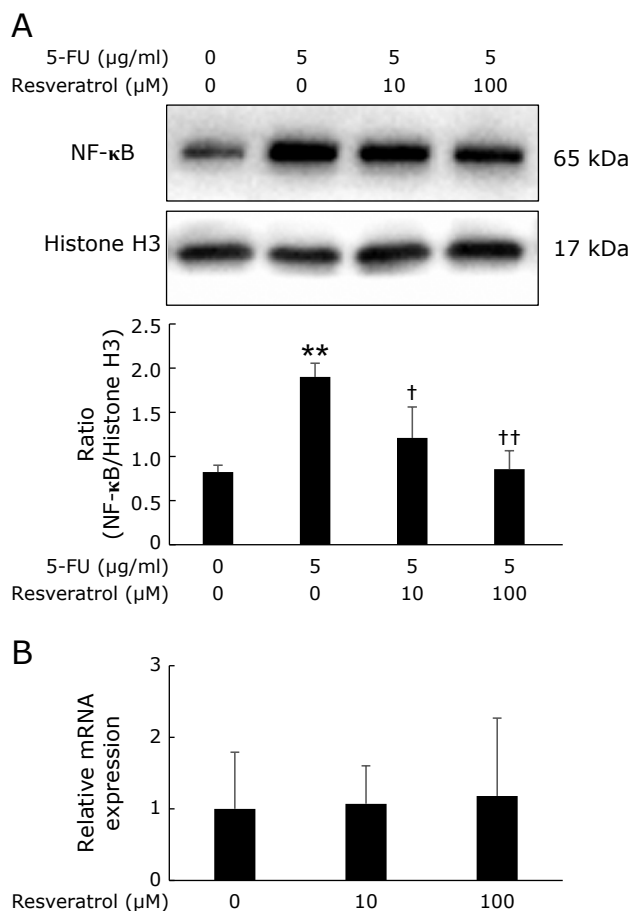 A
5-FU (µg/ml) 0 5 5 5
Resveratrol (µM) 0 0 10 100
NF-κB 65 kDa
Histone H3 17 kDa
Ratio
(NF-κB/Histone H3)
2.5
2.0
1.5
1.0
0.5
0
**
†
††
5-FU (µg/ml) 0 5 5 5
Resveratrol (µM) 0 0 10 100
B
Relative mRNA
expression
3
2
1
0
Resveratrol (µM) 0 10 100